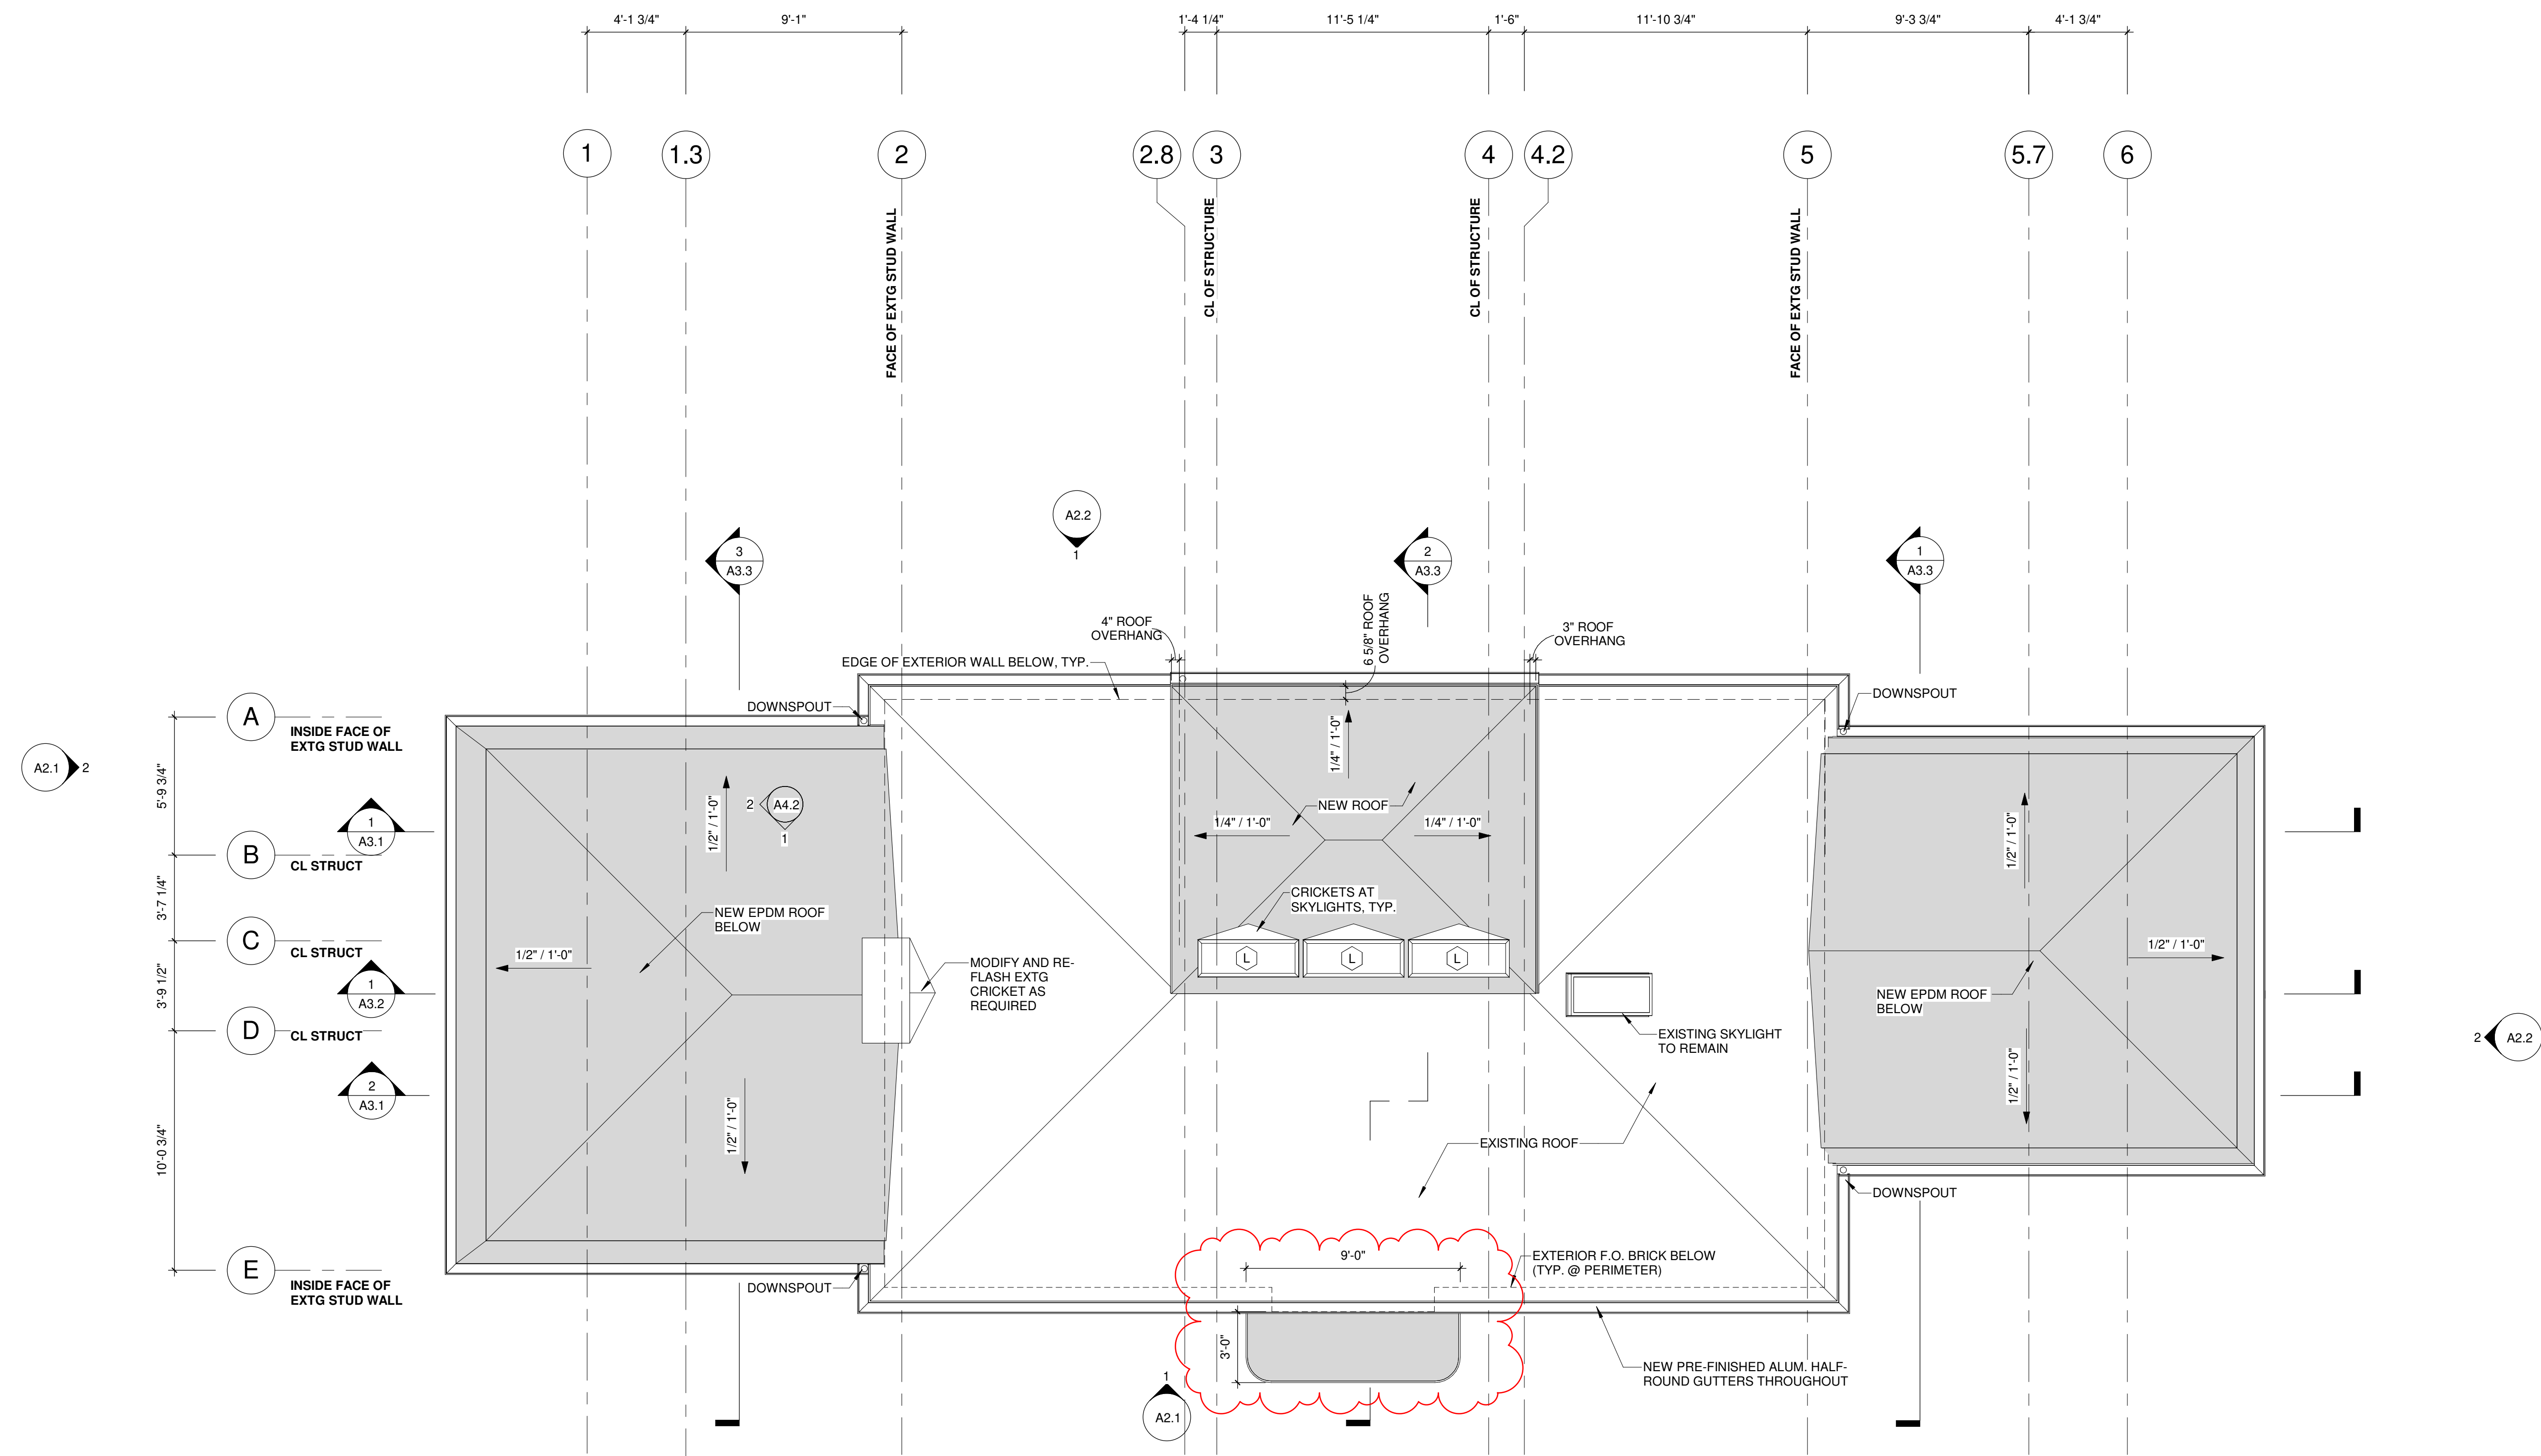 4'-1 3/4"
9'-1"
1'-4 1/4"
11'-5 1/4"
1'-6"
11'-10 3/4"
9'-3 3/4"
4'-1 3/4"
1
1.3
2
2.8
3
4
4.2
5
5.7
6
FACE OF EXTG STUD WALL
CL OF STRUCTURE
CL OF STRUCTURE
FACE OF EXTG STUD WALL
A2.2
1
3
A3.3
2
A3.3
1
A3.3
4" ROOF
OVERHANG
6 5/8" ROOF
OVERHANG
3" ROOF
OVERHANG
EDGE OF EXTERIOR WALL BELOW, TYP.
DOWNSPOUT
DOWNSPOUT
A
INSIDE FACE OF
EXTG STUD WALL
A2.1
2
5'-9 3/4"
1
A3.1
B
CL STRUCT
3'-7 1/4"
C
CL STRUCT
3'-9 1/2"
1
A3.2
D
CL STRUCT
2
A3.1
10'-0 3/4"
E
INSIDE FACE OF
EXTG STUD WALL
1/2" / 1'-0"
2
A4.2
1
NEW EPDM ROOF
BELOW
1/2" / 1'-0"
1/2" / 1'-0"
MODIFY AND RE-
FLASH EXTG
CRICKET AS
REQUIRED
1/4" / 1'-0"
NEW ROOF
1/4" / 1'-0"
1/4" / 1'-0"
CRICKETS AT
SKYLIGHTS, TYP.
L
L
L
EXISTING SKYLIGHT
TO REMAIN
EXISTING ROOF
1/2" / 1'-0"
1/2" / 1'-0"
NEW EPDM ROOF
BELOW
1/2" / 1'-0"
2
A2.2
DOWNSPOUT
DOWNSPOUT
9'-0"
EXTERIOR F.O. BRICK BELOW
(TYP. @ PERIMETER)
3'-0"
NEW PRE-FINISHED ALUM. HALF-
ROUND GUTTERS THROUGHOUT
1
A2.1